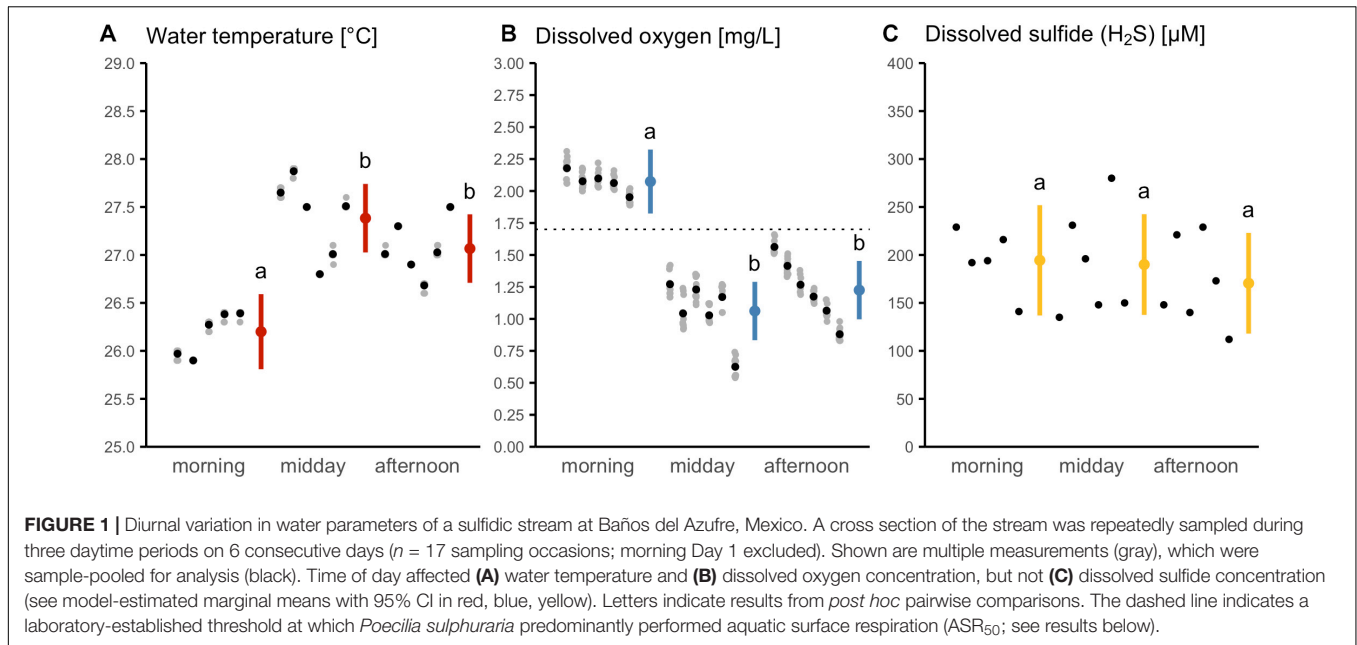 A Water temperature [°C]
29.0
28.5
28.0
27.5
27.0
26.5
26.0
25.5
25.0
a
b
b
morning midday afternoon
B Dissolved oxygen [mg/L]
3.00
2.75
2.50
2.25
2.00
1.75
1.50
1.25
1.00
0.75
0.50
0.25
0.00
a
b
b
morning midday afternoon
C Dissolved sulfide (H₂S) [µM]
400
350
300
250
200
150
100
50
0
a
a
a
morning midday afternoon
FIGURE 1 | Diurnal variation in water parameters of a sulfidic stream at Baños del Azufre, Mexico. A cross section of the stream was repeatedly sampled during
three daytime periods on 6 consecutive days (n = 17 sampling occasions; morning Day 1 excluded). Shown are multiple measurements (gray), which were
sample-pooled for analysis (black). Time of day affected (A) water temperature and (B) dissolved oxygen concentration, but not (C) dissolved sulfide concentration
(see model-estimated marginal means with 95% CI in red, blue, yellow). Letters indicate results from post hoc pairwise comparisons. The dashed line indicates a
laboratory-established threshold at which Poecilia sulphuraria predominantly performed aquatic surface respiration (ASR₅₀; see results below).